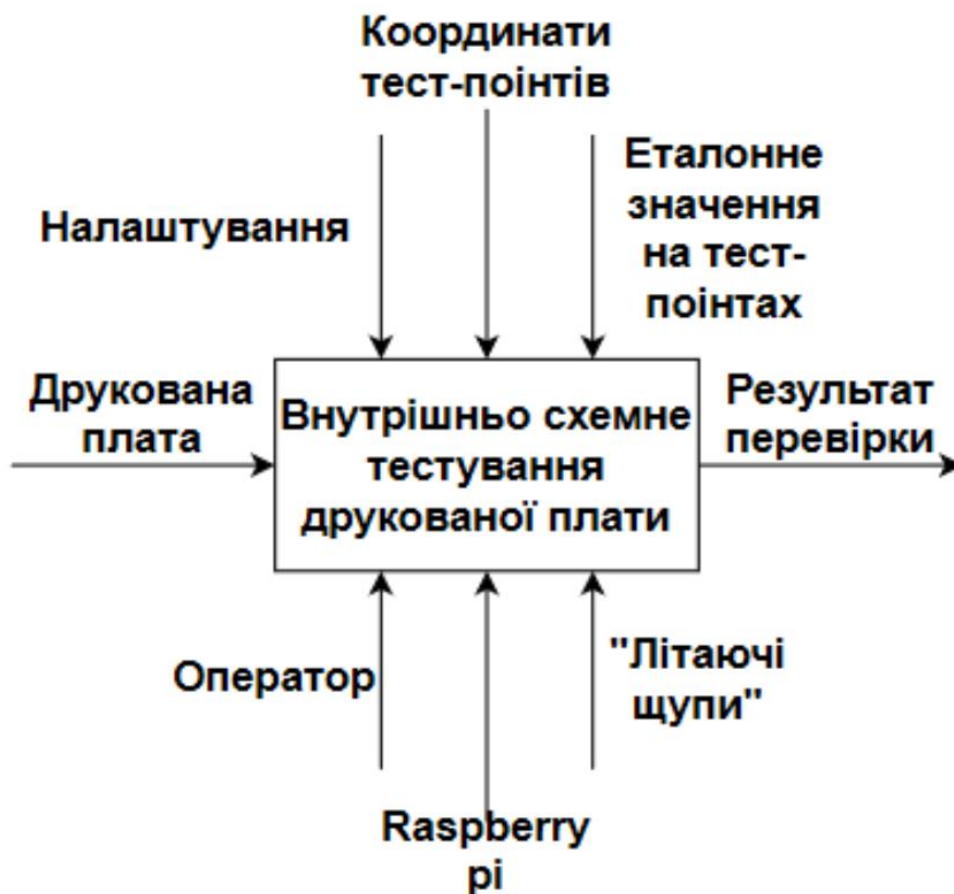 Координати
тест-поінтів
Еталонне
значення
на тест-
поінтах
Налаштування
Друкована
плата
Внутрішньо схемне
тестування
друкованої плати
Результат
перевірки
Оператор
"Літаючі
щупи"
Raspberry
pi